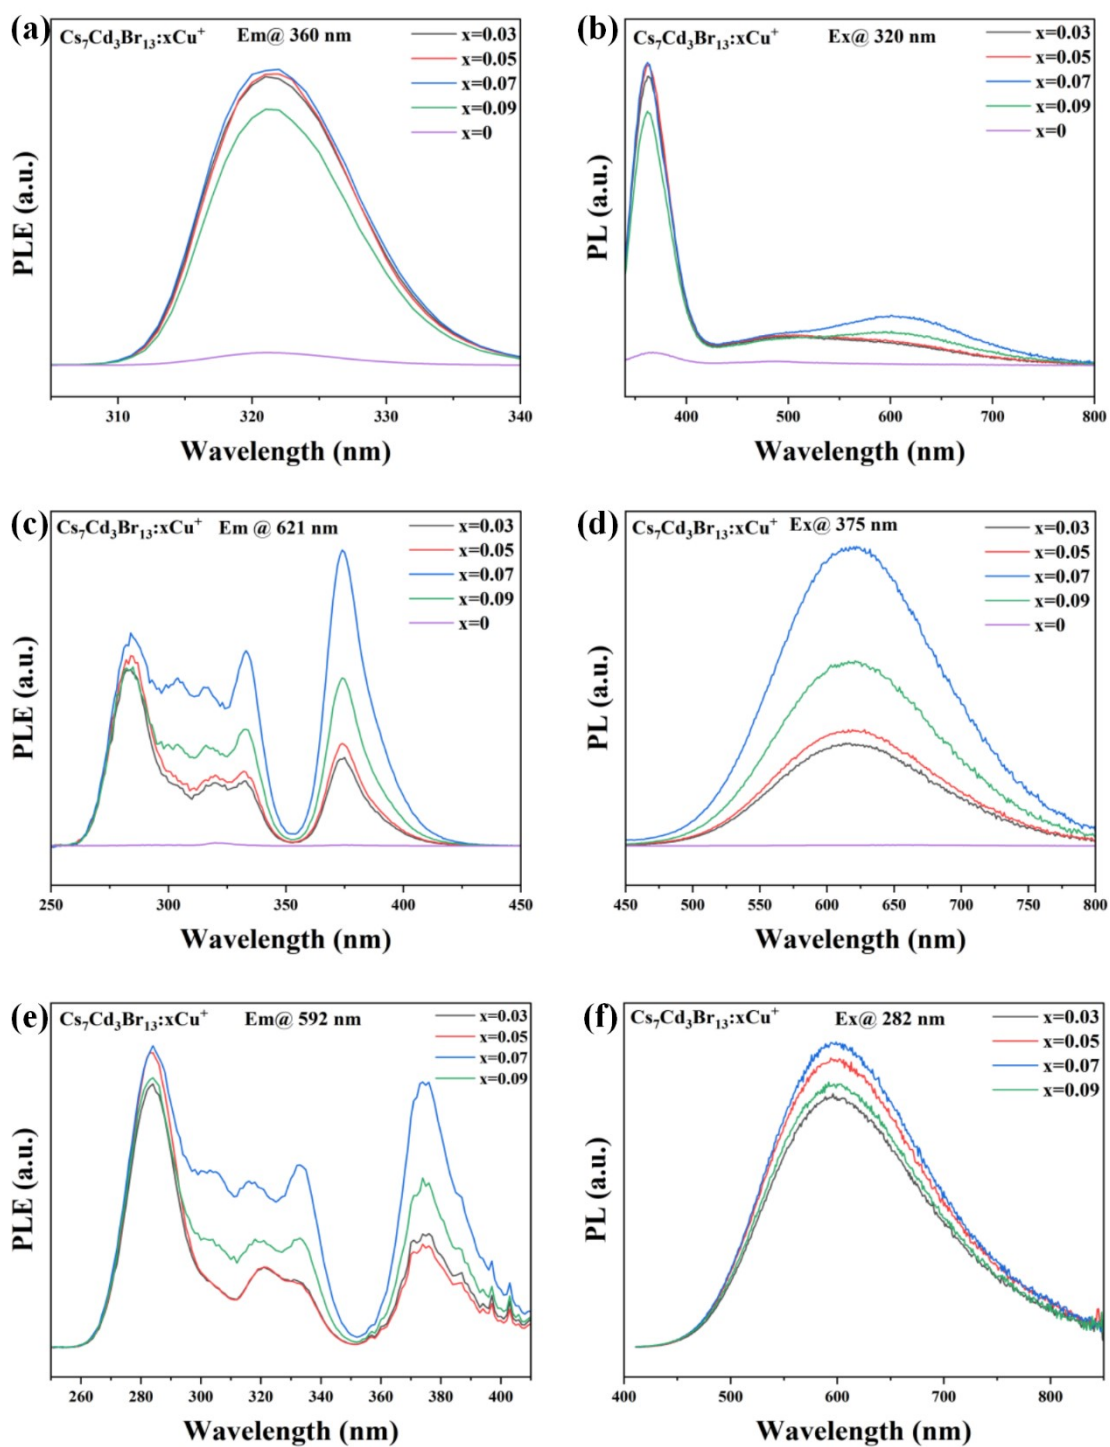 (a)
Cs₇Cd₃Br₁₃:xCu⁺ Em@ 360 nm
x=0.03
x=0.05
x=0.07
x=0.09
x=0
PLE (a.u.)
310 320 330 340
Wavelength (nm)
(b)
Cs₇Cd₃Br₁₃:xCu⁺ Ex@ 320 nm
x=0.03
x=0.05
x=0.07
x=0.09
x=0
PL (a.u.)
400 500 600 700 800
Wavelength (nm)
(c)
Cs₇Cd₃Br₁₃:xCu⁺ Em @ 621 nm
x=0.03
x=0.05
x=0.07
x=0.09
x=0
PLE (a.u.)
250 300 350 400 450
Wavelength (nm)
(d)
Cs₇Cd₃Br₁₃:xCu⁺ Ex@ 375 nm
x=0.03
x=0.05
x=0.07
x=0.09
x=0
PL (a.u.)
450 500 550 600 650 700 750 800
Wavelength (nm)
(e)
Cs₇Cd₃Br₁₃:xCu⁺ Em@ 592 nm
x=0.03
x=0.05
x=0.07
x=0.09
PLE (a.u.)
260 280 300 320 340 360 380 400
Wavelength (nm)
(f)
Cs₇Cd₃Br₁₃:xCu⁺ Ex@ 282 nm
x=0.03
x=0.05
x=0.07
x=0.09
PL (a.u.)
400 500 600 700 800
Wavelength (nm)